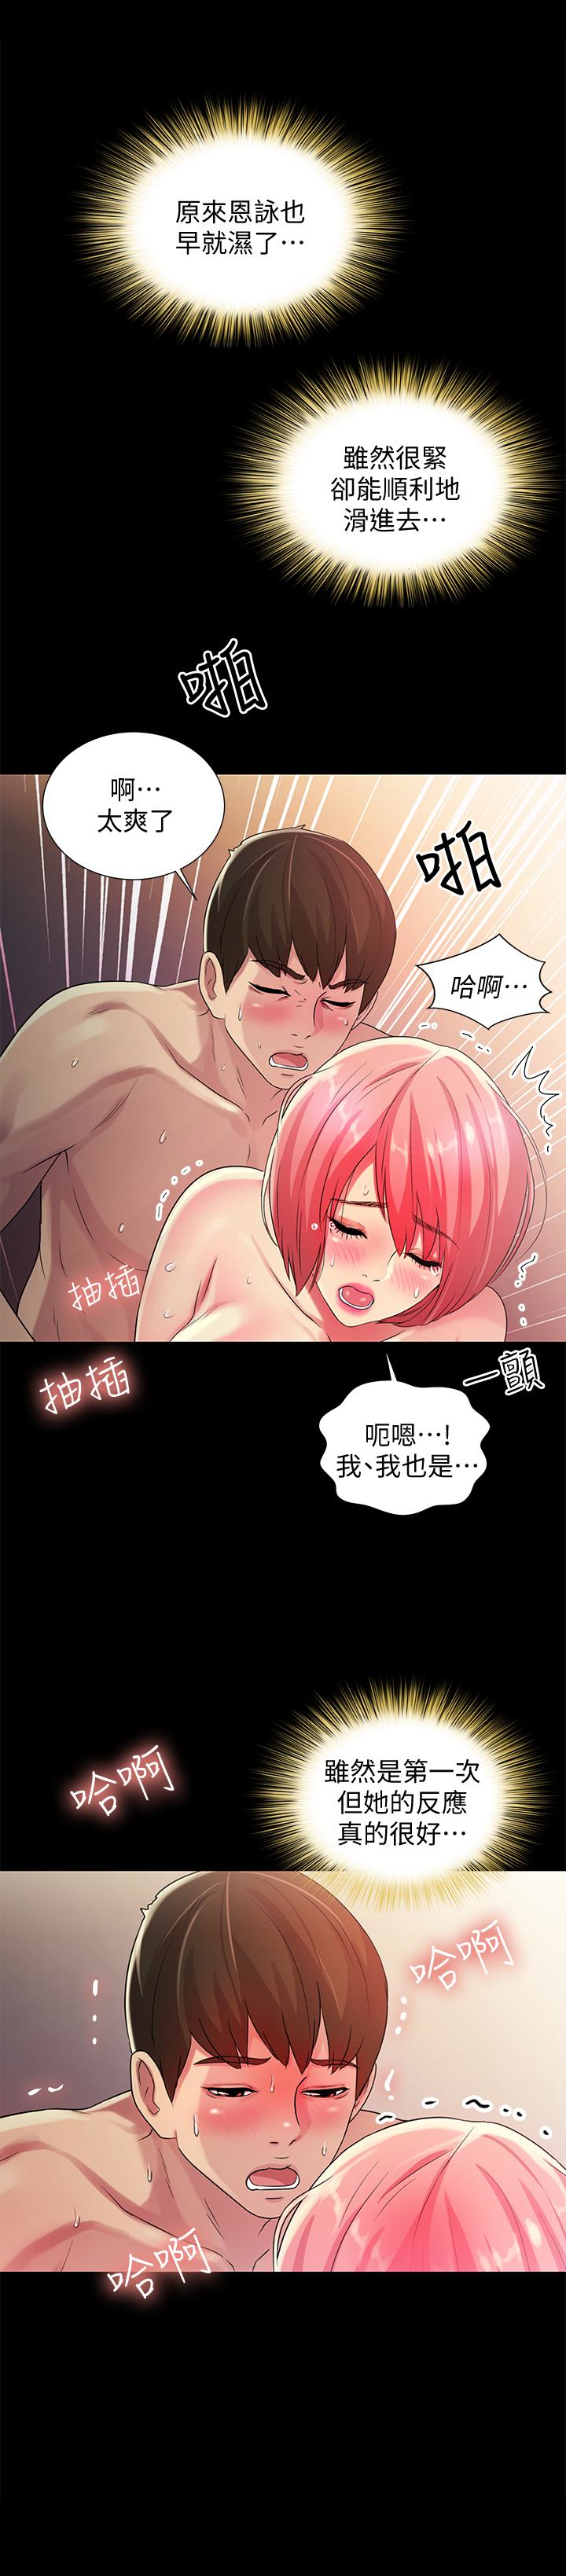 原來恩詠也
早就濕了…
雖然很緊
卻能順利地
滑進去…
啪
啊…
太爽了
啪
哈啊…
抽插
抽插
一顫
呃嗯…!
我、我也是…
雖然是第一次
但她的反應
真的很好…
哈啊
哈啊
哈啊